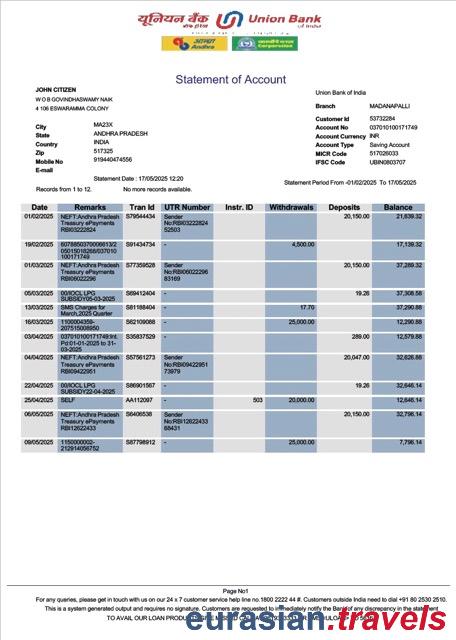 यूनियन बैंक Union Bank
of India
Andhra
Corporation
Statement of Account
JOHN CITIZEN
W O B GOVINDHASWAMY NAIK
4 106 ESWARAMMA COLONY
City MA23X
State ANDHRA PRADESH
Country INDIA
Zip 517325
Mobile No 919440474556
E-mail
Union Bank of India
Branch MADANAPALLI
Customer Id 53732284
Account No 037010100171749
Account Currency INR
Account Type Saving Account
MICR Code 517026033
IFSC Code UBIN0803707
Statement Date : 17/05/2025 12:20
Statement Period From -01/02/2025 To 17/05/2025
Records from 1 to 12. No more records available.
Date Remarks Tran Id UTR Number Instr. ID Withdrawals Deposits Balance
01/02/2025 NEFT:Andhra Pradesh S79544434 Sender 20,150.00 21,639.32
Treasury ePayments No:RBI03222824
RBI03222824 52503
19/02/2025 6078850370006613/2 S91434734 - 4,500.00 17,139.32
05015018268/037010
100171749
01/03/2025 NEFT:Andhra Pradesh S77359528 Sender 20,150.00 37,289.32
Treasury ePayments No:RBI06022296
RBI06022296 83169
05/03/2025 00/IOCL LPG S69412404 - 19.26 37,308.58
SUBSIDY05-03-2025
13/03/2025 SMS Charges for S81188404 - 17.70 37,290.88
March,2025 Quarter
16/03/2025 1100004359- S62109088 - 25,000.00 12,290.88
207515008950
03/04/2025 037010100171749:Int. S35837529 - 289.00 12,579.88
Pd:01-01-2025 to 31-
03-2025
04/04/2025 NEFT:Andhra Pradesh S57561273 Sender 20,047.00 32,626.88
Treasury ePayments No:RBI09422951
RBI09422951 73979
22/04/2025 00/IOCL LPG S86901567 - 19.26 32,646.14
SUBSIDY22-04-2025
25/04/2025 SELF AA112097 - 503 20,000.00 12,646.14
06/05/2025 NEFT:Andhra Pradesh S6406538 Sender 20,150.00 32,796.14
Treasury ePayments No:RBI12622433
RBI12622433 68431
09/05/2025 1150000002- S87798912 - 25,000.00 7,796.14
212914056752
Page No1
For any queries, please get in touch with us on our 24 x 7 customer service help line no.1800 2222 44 #. Customers outside India need to dial +91 80 2530 2510.
This is a system generated output and requires no signature. Customers are requested to immediately notify the Bank of any discrepancy in the statement
TO AVAIL OUR LOAN PRODUCT
eurasian.travels